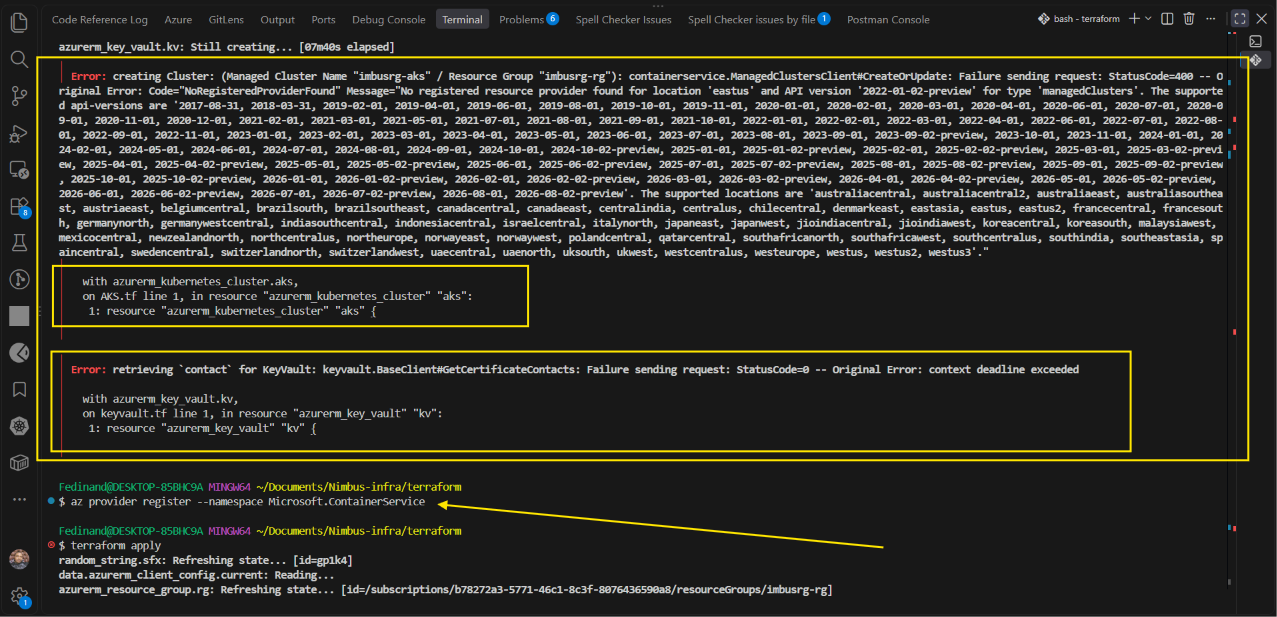 Code Reference Log Azure GitLens Output Ports Debug Console Terminal Problems 6 Spell Checker Issues Spell Checker issues by file 1 Postman Console bash - terraform
azurerm_key_vault.kv: Still creating... [07m40s elapsed]
Error: creating Cluster: (Managed Cluster Name "imbusrg-aks" / Resource Group "imbusrg-rg"): containerservice.ManagedClustersClient#CreateOrUpdate: Failure sending request: StatusCode=400 -- O
riginal Error: Code="NoRegisteredProviderFound" Message="No registered resource provider found for location 'eastus' and API version '2022-01-02-preview' for type 'managedClusters'. The supporte
d api-versions are '2017-08-31, 2018-03-31, 2019-02-01, 2019-04-01, 2019-06-01, 2019-08-01, 2019-10-01, 2019-11-01, 2020-01-01, 2020-02-01, 2020-03-01, 2020-04-01, 2020-06-01, 2020-07-01, 2020-0
9-01, 2020-11-01, 2020-12-01, 2021-02-01, 2021-03-01, 2021-05-01, 2021-07-01, 2021-08-01, 2021-09-01, 2021-10-01, 2022-01-01, 2022-02-01, 2022-03-01, 2022-04-01, 2022-06-01, 2022-07-01, 2022-08-
01, 2022-09-01, 2022-11-01, 2023-01-01, 2023-02-01, 2023-03-01, 2023-04-01, 2023-05-01, 2023-06-01, 2023-07-01, 2023-08-01, 2023-09-01, 2023-09-02-preview, 2023-10-01, 2023-11-01, 2024-01-01, 20
24-02-01, 2024-05-01, 2024-06-01, 2024-07-01, 2024-08-01, 2024-09-01, 2024-10-01, 2024-10-02-preview, 2025-01-01, 2025-01-02-preview, 2025-02-01, 2025-02-02-preview, 2025-03-01, 2025-03-02-previ
ew, 2025-04-01, 2025-04-02-preview, 2025-05-01, 2025-05-02-preview, 2025-06-01, 2025-06-02-preview, 2025-07-01, 2025-07-02-preview, 2025-08-01, 2025-08-02-preview, 2025-09-01, 2025-09-02-preview
, 2025-10-01, 2025-10-02-preview, 2026-01-01, 2026-01-02-preview, 2026-02-01, 2026-02-02-preview, 2026-03-01, 2026-03-02-preview, 2026-04-01, 2026-04-02-preview, 2026-05-01, 2026-05-02-preview,
2026-06-01, 2026-06-02-preview, 2026-07-01, 2026-07-02-preview, 2026-08-01, 2026-08-02-preview'. The supported locations are 'australiacentral, australiacentral2, australiaeast, australiasouthea
st, austriaeast, belgiumcentral, brazilsouth, brazilsoutheast, canadacentral, canadaeast, centralindia, centralus, chilecentral, denmarkeast, eastasia, eastus, eastus2, francecentral, francesout
h, germanynorth, germanywestcentral, indiasouthcentral, indonesiacentral, israelcentral, italynorth, japaneast, japanwest, jioindiacentral, jioindiawest, koreacentral, koreasouth, malaysiawest,
mexicocentral, newzealandnorth, northcentralus, northeurope, norwayeast, norwaywest, polandcentral, qatarcentral, southafricanorth, southafricawest, southcentralus, southindia, southeastasia, sp
aincentral, swedencentral, switzerlandnorth, switzerlandwest, uaecentral, uaenorth, uksouth, ukwest, westcentralus, westeurope, westus, westus2, westus3'."
with azurerm_kubernetes_cluster.aks,
on AKS.tf line 1, in resource "azurerm_kubernetes_cluster" "aks":
1: resource "azurerm_kubernetes_cluster" "aks" {
Error: retrieving `contact` for KeyVault: keyvault.BaseClient#GetCertificateContacts: Failure sending request: StatusCode=0 -- Original Error: context deadline exceeded
with azurerm_key_vault.kv,
on keyvault.tf line 1, in resource "azurerm_key_vault" "kv":
1: resource "azurerm_key_vault" "kv" {
Fedinand@DESKTOP-85BHC9A MINGW64 ~/Documents/Nimbus-infra/terraform
$ az provider register --namespace Microsoft.ContainerService
Fedinand@DESKTOP-85BHC9A MINGW64 ~/Documents/Nimbus-infra/terraform
$ terraform apply
random_string.sfx: Refreshing state... [id=gp1k4]
data.azurerm_client_config.current: Reading...
azurerm_resource_group.rg: Refreshing state... [id=/subscriptions/b78272a3-5771-46c1-8c3f-8076436590a8/resourceGroups/imbusrg-rg]
8
1